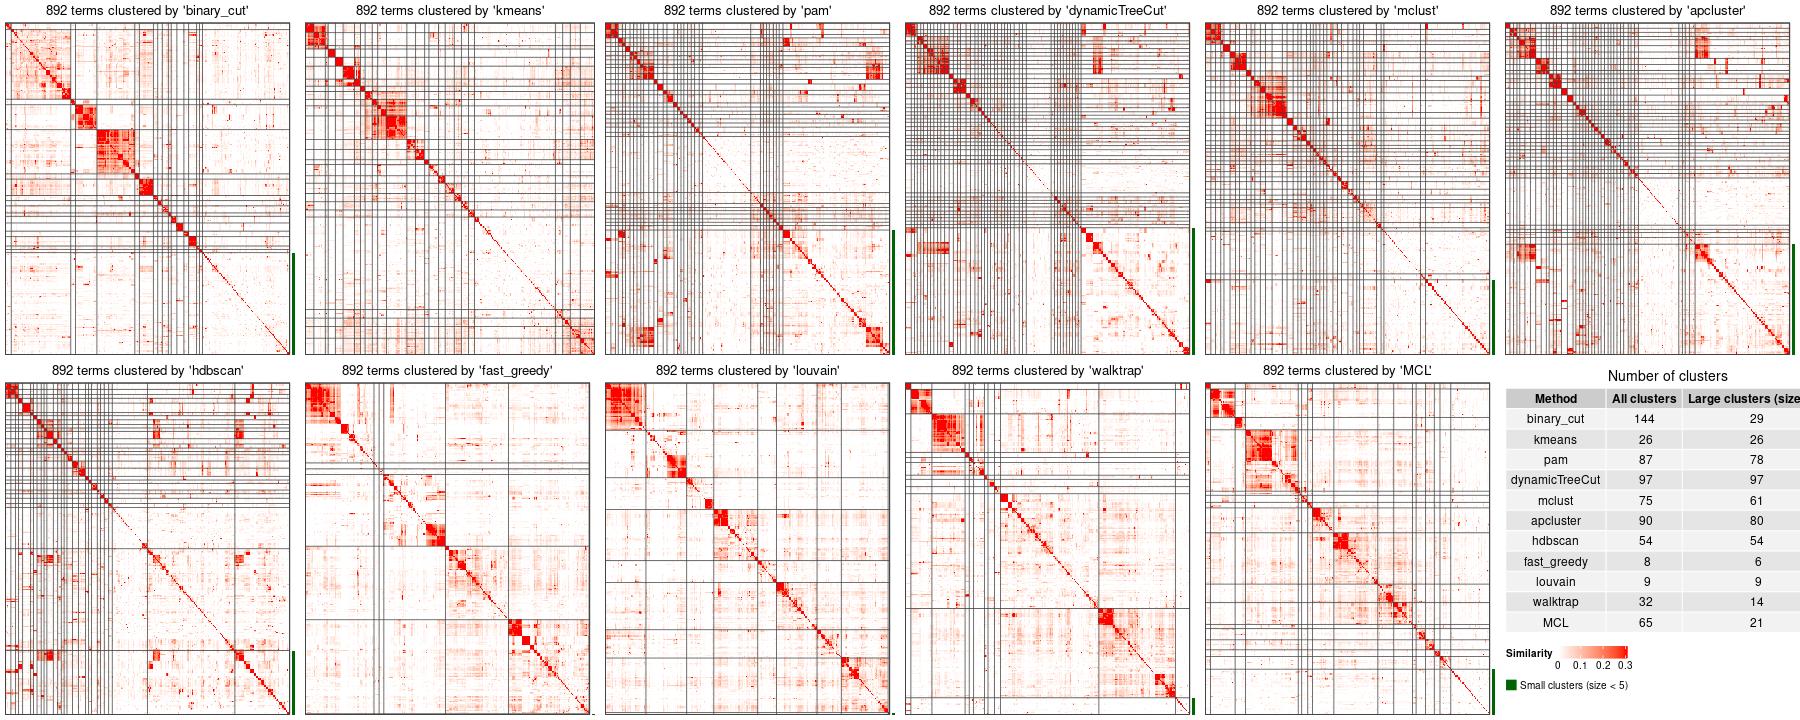 892 terms clustered by 'binary_cut'
892 terms clustered by 'kmeans'
892 terms clustered by 'pam'
892 terms clustered by 'dynamicTreeCut'
892 terms clustered by 'mclust'
892 terms clustered by 'apcluster'
892 terms clustered by 'hdbscan'
892 terms clustered by 'fast_greedy'
892 terms clustered by 'louvain'
892 terms clustered by 'walktrap'
892 terms clustered by 'MCL'
Number of clusters
Method All clusters Large clusters (size
binary_cut 144 29
kmeans 26 26
pam 87 78
dynamicTreeCut 97 97
mclust 75 61
apcluster 90 80
hdbscan 54 54
fast_greedy 8 6
louvain 9 9
walktrap 32 14
MCL 65 21
Similarity
0 0.1 0.2 0.3
Small clusters (size < 5)